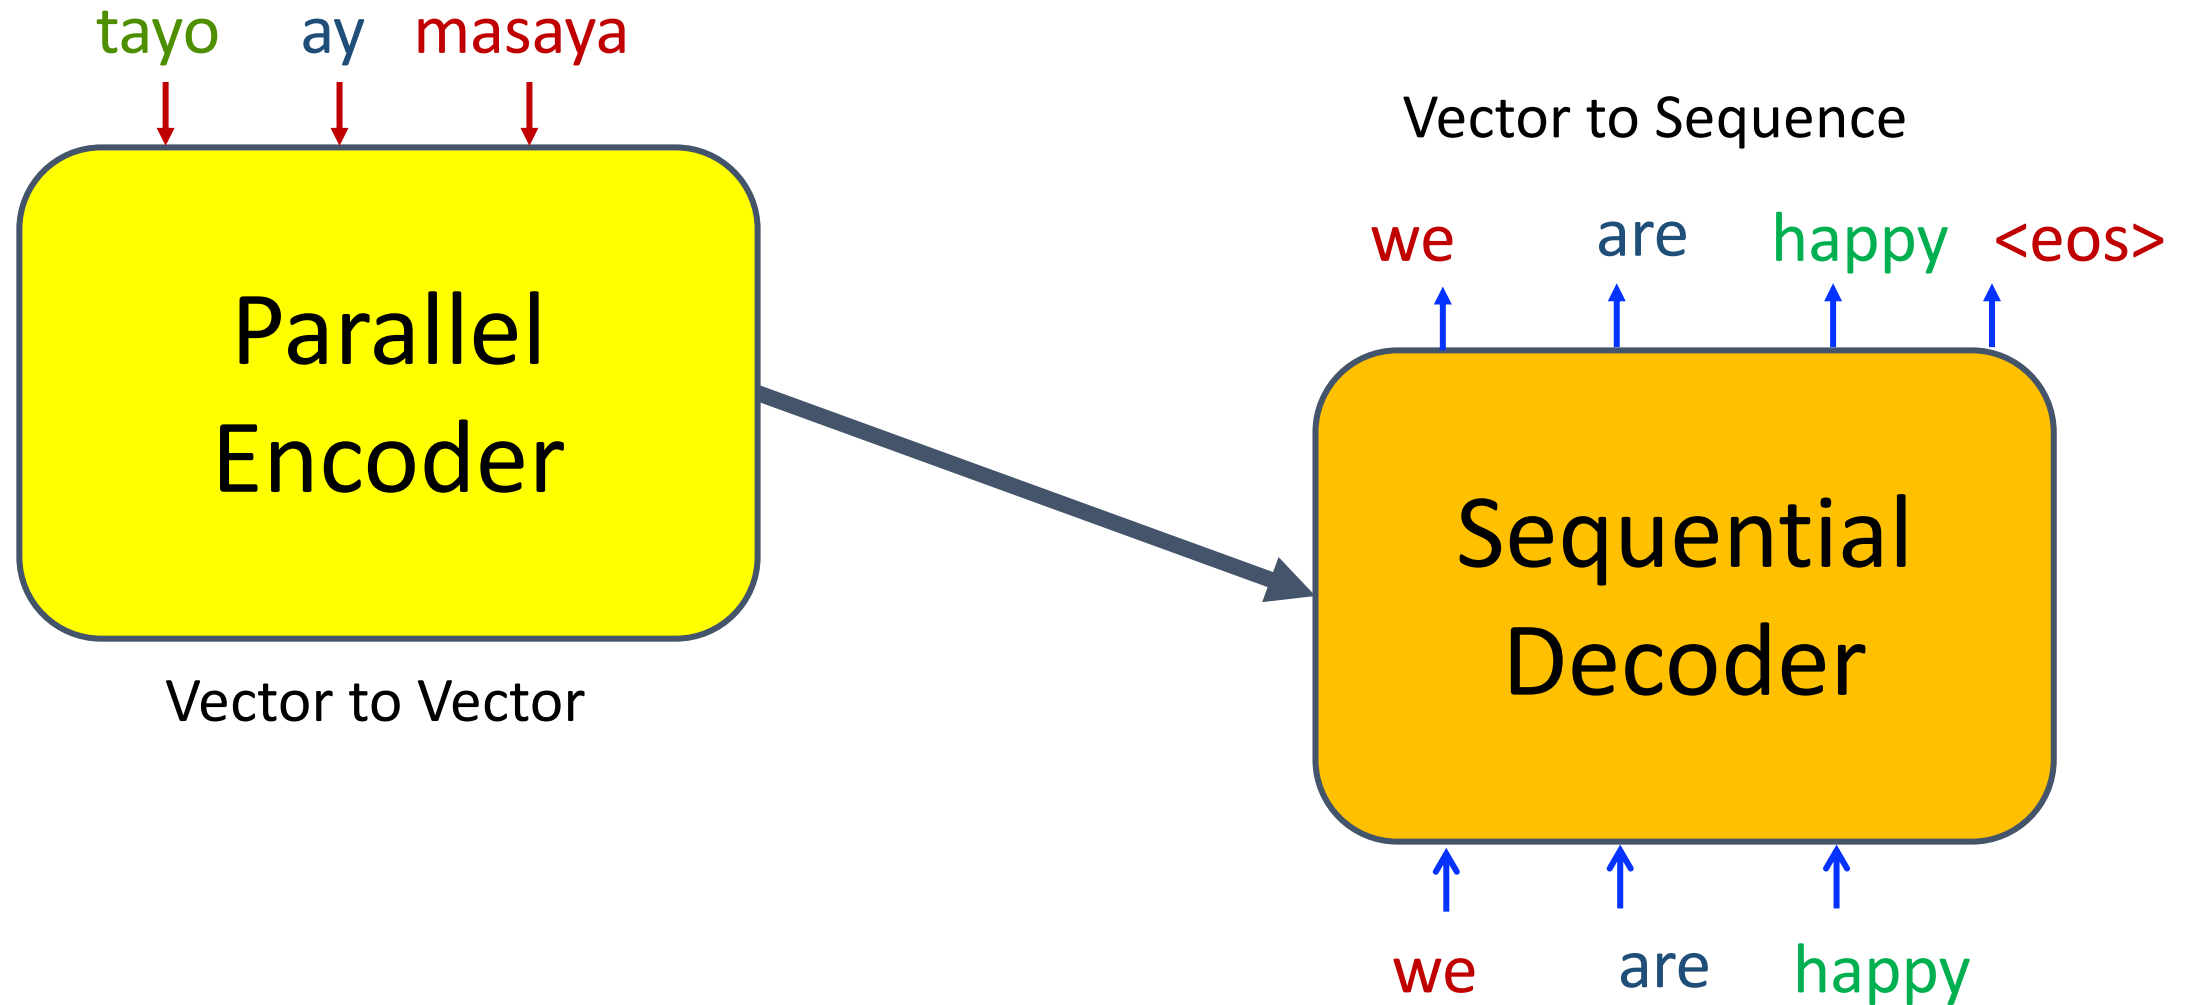 tayo ay masaya
Parallel
Encoder
Vector to Vector
Vector to Sequence
we are happy <eos>
Sequential
Decoder
we are happy